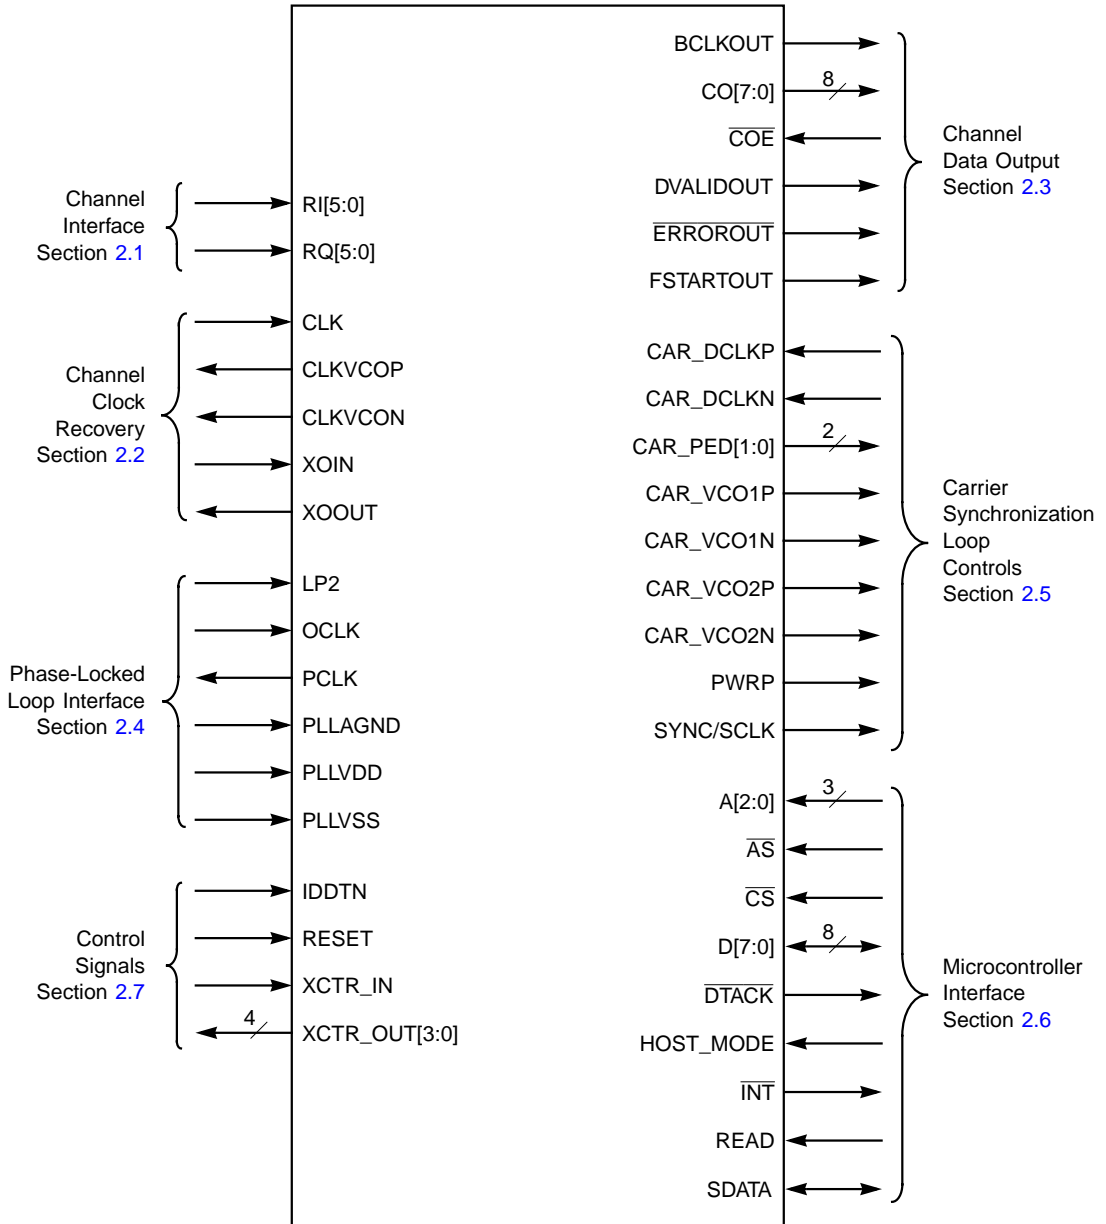 Channel
Interface
Section 2.1
RI[5:0]
RQ[5:0]
Channel
Clock
Recovery
Section 2.2
CLK
CLKVCOP
CLKVCON
XOIN
XOOUT
Phase-Locked
Loop Interface
Section 2.4
LP2
OCLK
PCLK
PLLAGND
PLLVDD
PLLVSS
Control
Signals
Section 2.7
IDDTN
RESET
XCTR_IN
4
XCTR_OUT[3:0]
BCLKOUT
CO[7:0]
8
COE
DVALIDOUT
ERROROUT
FSTARTOUT
Channel
Data Output
Section 2.3
CAR_DCLKP
CAR_DCLKN
CAR_PED[1:0]
2
CAR_VCO1P
CAR_VCO1N
CAR_VCO2P
CAR_VCO2N
PWRP
SYNC/SCLK
Carrier
Synchronization
Loop
Controls
Section 2.5
A[2:0]
3
AS
CS
D[7:0]
8
DTACK
HOST_MODE
INT
READ
SDATA
Microcontroller
Interface
Section 2.6